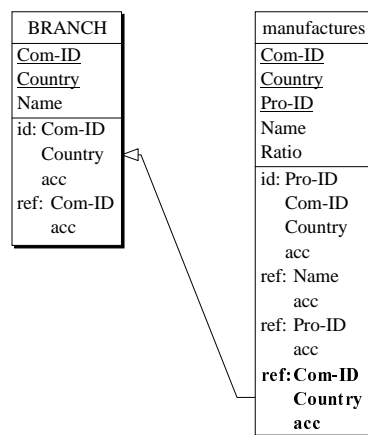 BRANCH
Com-ID
Country
Name
id: Com-ID
Country
acc
ref: Com-ID
acc
manufactures
Com-ID
Country
Pro-ID
Name
Ratio
id: Pro-ID
Com-ID
Country
acc
ref: Name
acc
ref: Pro-ID
acc
ref:Com-ID
Country
acc